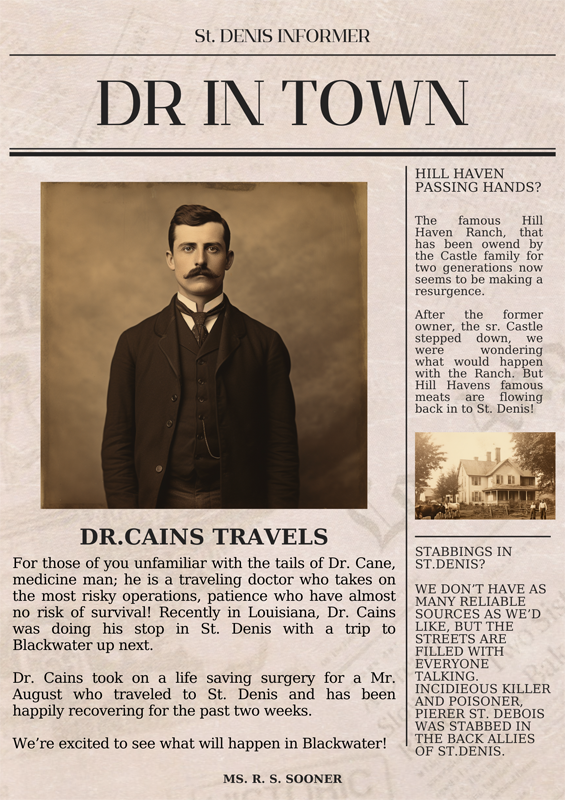 St. DENIS INFORMER
DR IN TOWN
DR.CAINS TRAVELS
For those of you unfamiliar with the tails of Dr. Cane,
medicine man; he is a traveling doctor who takes on
the most risky operations, patience who have almost
no risk of survival! Recently in Louisina, Dr. Cains
was doing his stop in St. Denis with a trip to
Blackwater up next.
Dr. Cains took on a life saving surgery for a Mr.
August who traveled to St. Denis and has been
happily recovering for the past two weeks.
We're excited to see what will happen in Blackwater!
MS. R. S. SOONER
HILL HAVEN
PASSING HANDS?
The famous Hill
Haven Ranch, that
has been owend by
the Castle family for
two generations now
seems to be making a
resurgence.
After the former
owner, the sr. Castle
stepped down, we
were wondering
what would happen
with the Ranch. But
Hill Havens famous
meats are flowing
back in to St. Denis!
STABBINGS IN
ST.DENIS?
WE DON'T HAVE AS
MANY RELIABLE
SOURCES AS WE'D
LIKE, BUT THE
STREETS ARE
FILLED WITH
EVERYONE
TALKING.
INCIDIEOUS KILLER
AND POISONER,
PIERER ST. DEBOIS
WAS STABBED IN
THE BACK ALLIES
OF ST.DENIS.